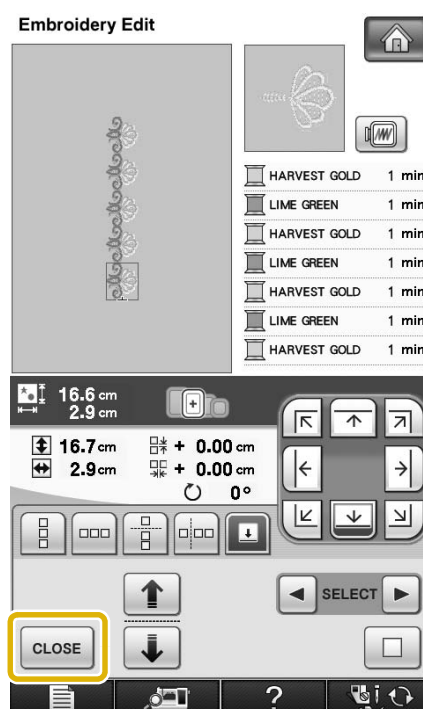 Embroidery Edit
HARVEST GOLD 1 min
LIME GREEN 1 min
HARVEST GOLD 1 min
LIME GREEN 1 min
HARVEST GOLD 1 min
LIME GREEN 1 min
HARVEST GOLD 1 min
16.6 cm
2.9 cm
16.7 cm + 0.00 cm
2.9 cm + 0.00 cm
0°
SELECT
CLOSE
?